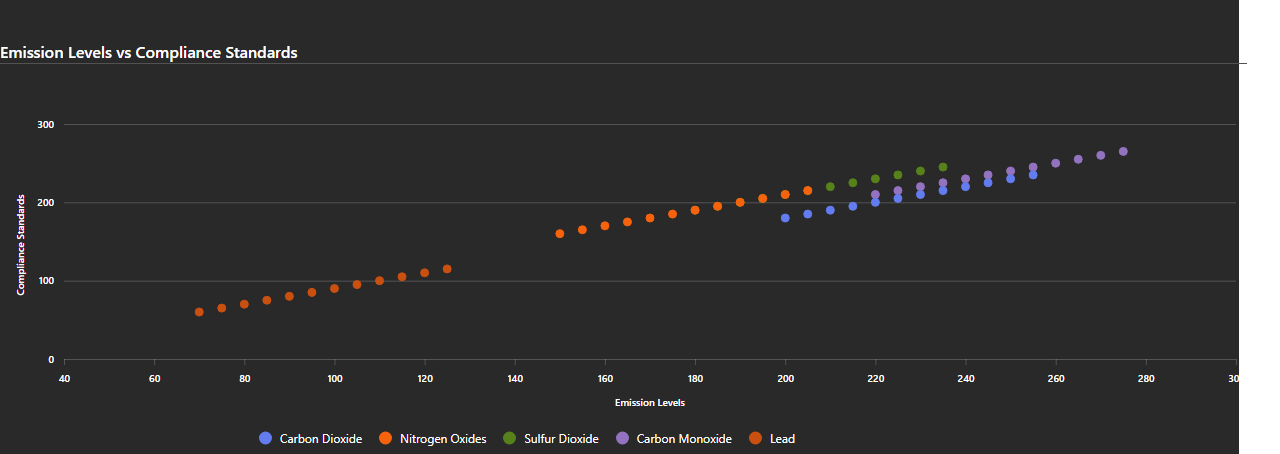 Emission Levels vs Compliance Standards
Compliance Standards
300
200
100
0
40 60 80 100 120 140 160 180 200 220 240 260 280 30
Emission Levels
Carbon Dioxide Nitrogen Oxides Sulfur Dioxide Carbon Monoxide Lead